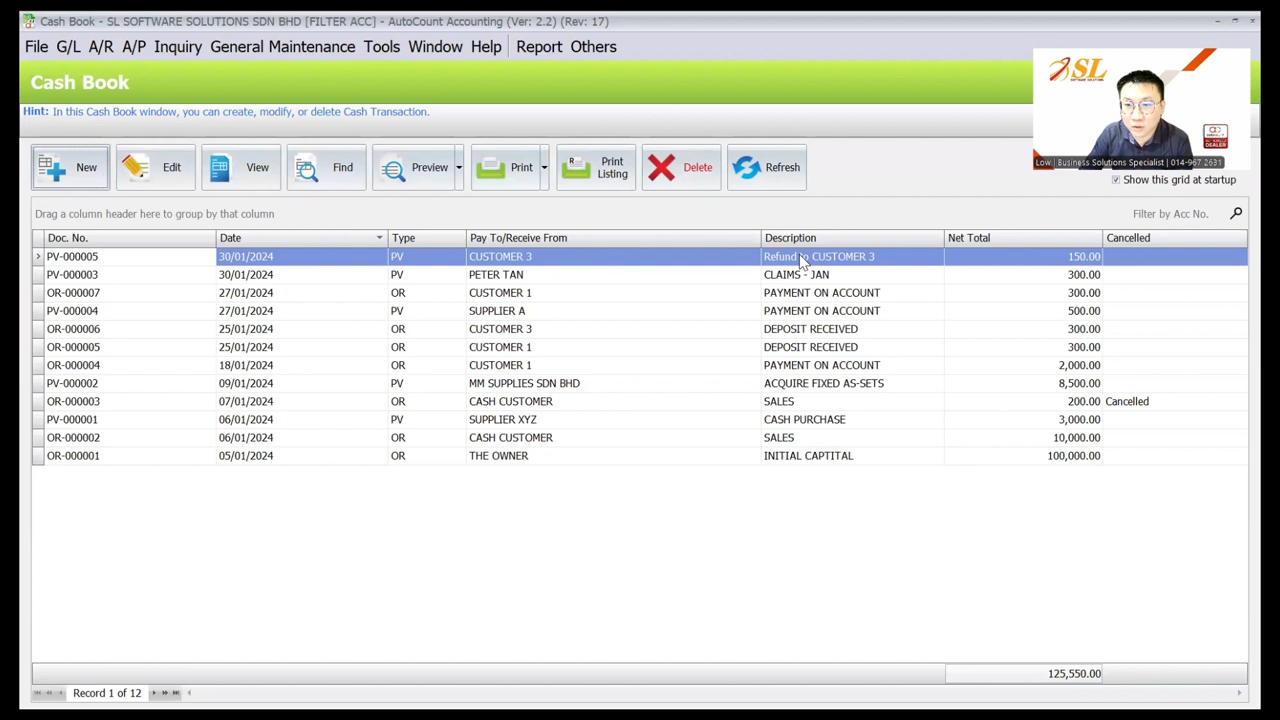 Cash Book - SL SOFTWARE SOLUTIONS SDN BHD [FILTER ACC] - AutoCount Accounting (Ver: 2.2) (Rev: 17)
File G/L A/R A/P Inquiry General Maintenance Tools Window Help Report Others
Cash Book
Hint: In this Cash Book window, you can create, modify, or delete Cash Transaction.
SL
Low | Business Solutions Specialist | 014-967 2631
New Edit View Find Preview Print Print Listing Delete Refresh
Show this grid at startup
Drag a column header here to group by that column Filter by Acc No.
Doc. No. Date Type Pay To/Receive From Description Net Total Cancelled
PV-000005 30/01/2024 PV CUSTOMER 3 Refund to CUSTOMER 3 150.00
PV-000003 30/01/2024 PV PETER TAN CLAIMS - JAN 300.00
OR-000007 27/01/2024 OR CUSTOMER 1 PAYMENT ON ACCOUNT 300.00
PV-000004 27/01/2024 PV SUPPLIER A PAYMENT ON ACCOUNT 500.00
OR-000006 25/01/2024 OR CUSTOMER 3 DEPOSIT RECEIVED 300.00
OR-000005 25/01/2024 OR CUSTOMER 1 DEPOSIT RECEIVED 300.00
OR-000004 18/01/2024 OR CUSTOMER 1 PAYMENT ON ACCOUNT 2,000.00
PV-000002 09/01/2024 PV MM SUPPLIES SDN BHD ACQUIRE FIXED AS-SETS 8,500.00
OR-000003 07/01/2024 OR CASH CUSTOMER SALES 200.00 Cancelled
PV-000001 06/01/2024 PV SUPPLIER XYZ CASH PURCHASE 3,000.00
OR-000002 06/01/2024 OR CASH CUSTOMER SALES 10,000.00
OR-000001 05/01/2024 OR THE OWNER INITIAL CAPTITAL 100,000.00
125,550.00
Record 1 of 12